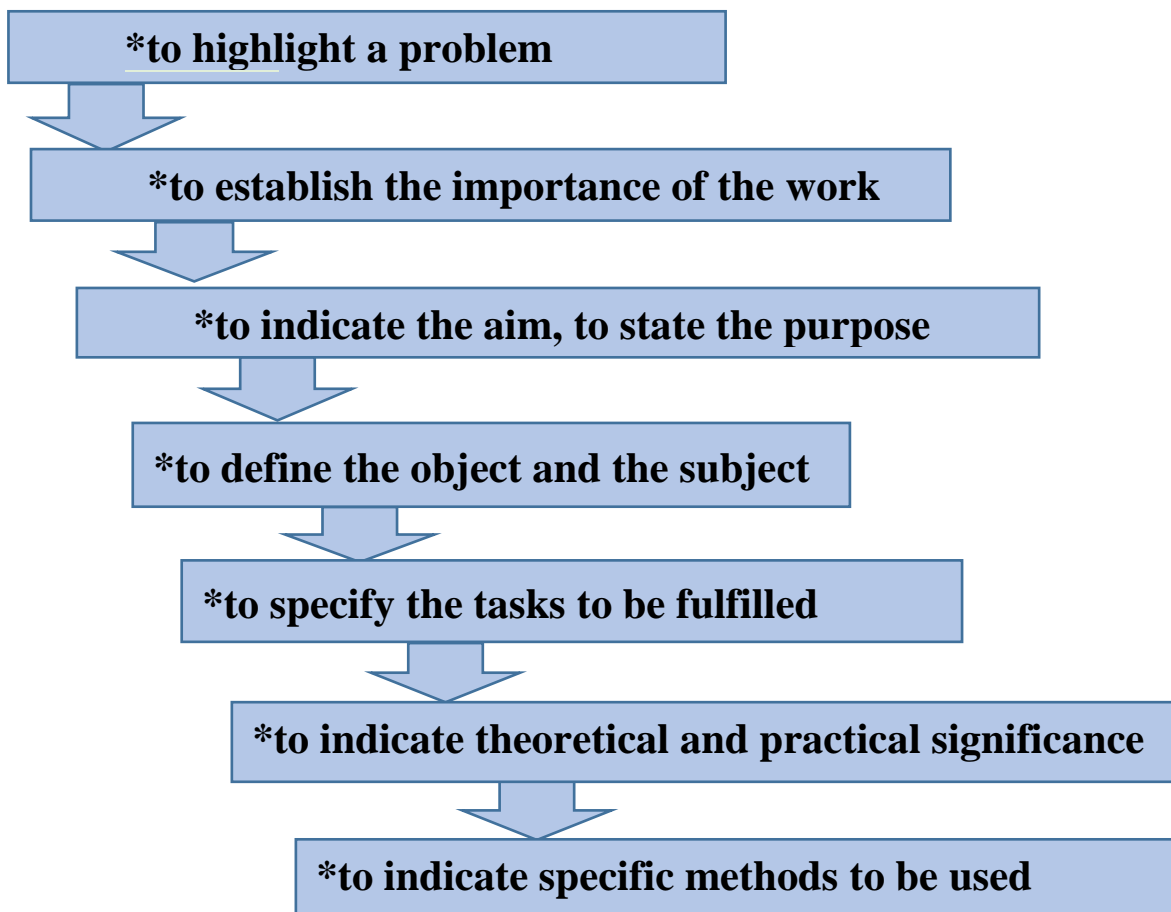 *to highlight a problem
*to establish the importance of the work
*to indicate the aim, to state the purpose
*to define the object and the subject
*to specify the tasks to be fulfilled
*to indicate theoretical and practical significance
*to indicate specific methods to be used